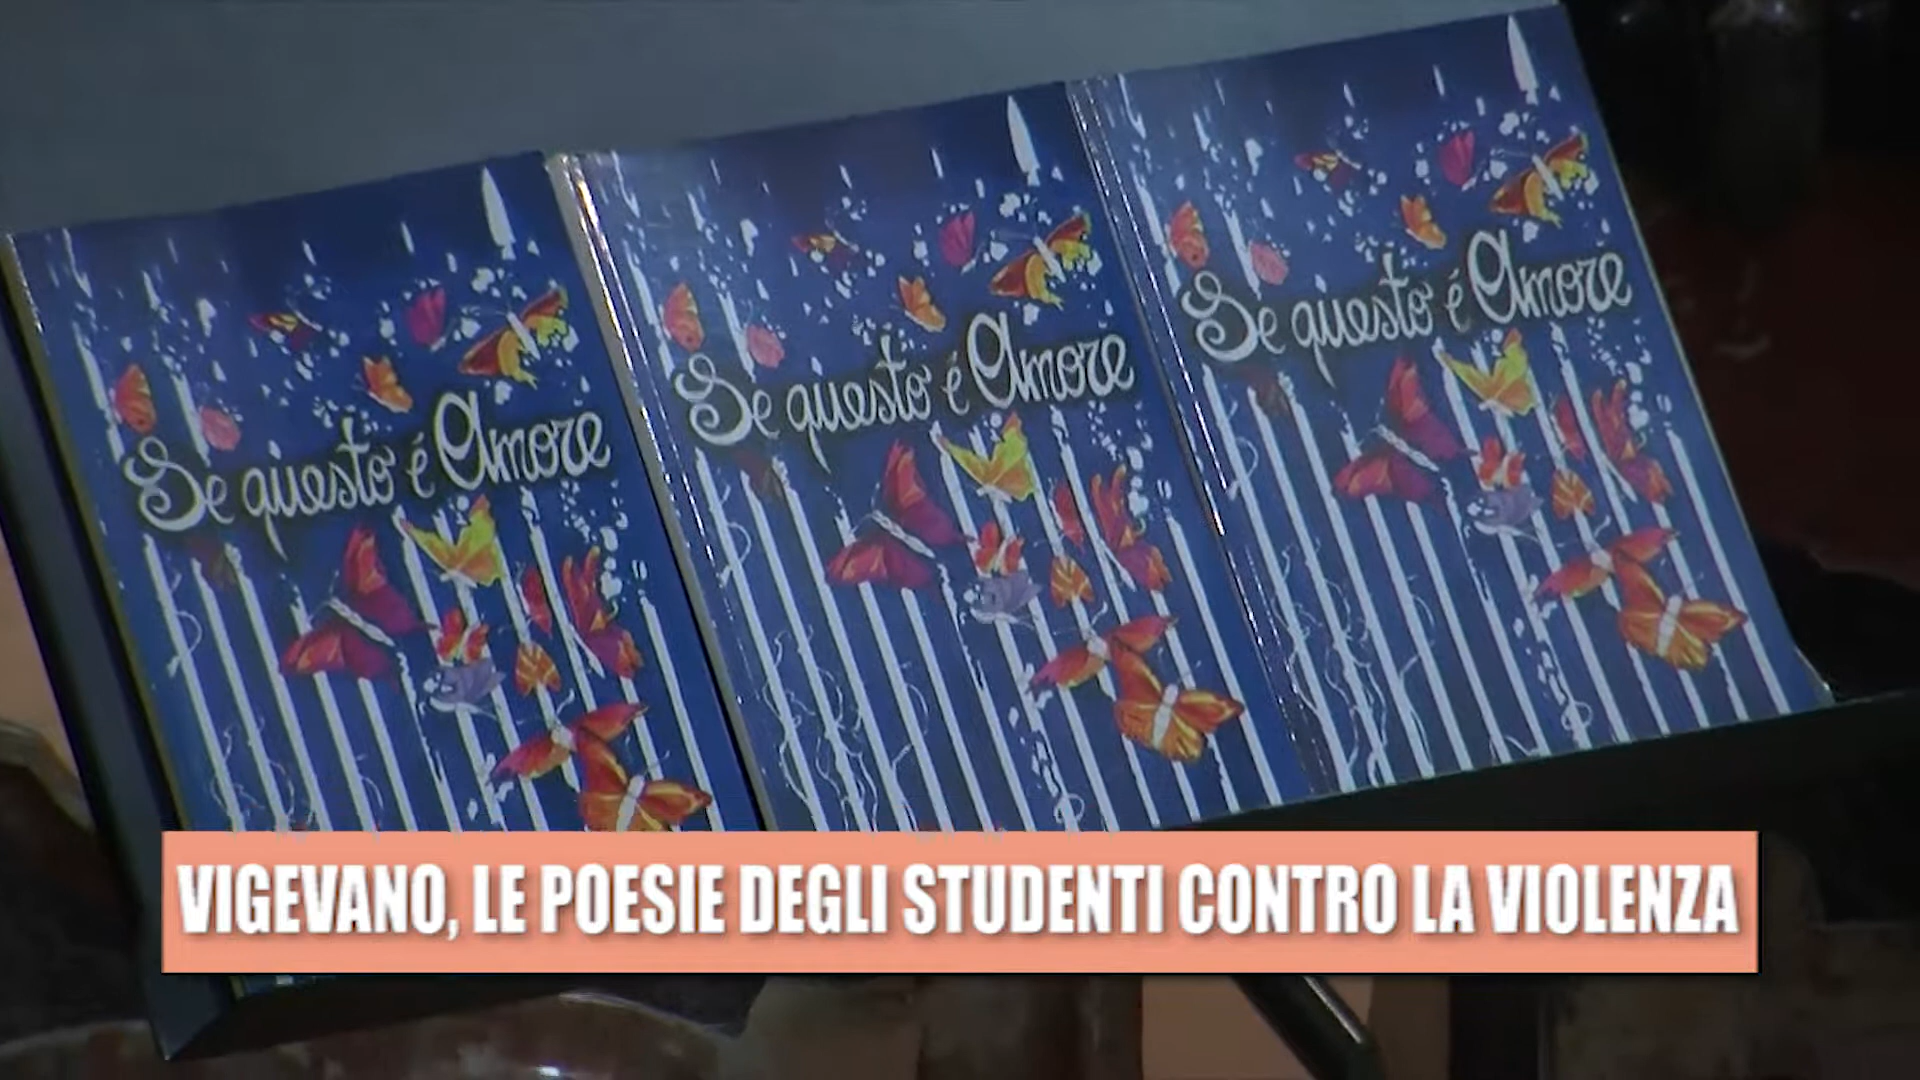 Se questo é Amore
Se questo é Amore
Se questo é Amore
VIGEVANO, LE POESIE DEGLI STUDENTI CONTRO LA VIOLENZA